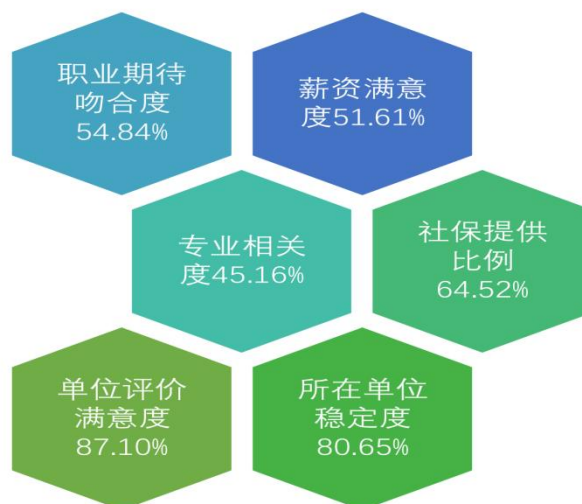 职业期待
吻合度
54.84%
薪资满意
度51.61%
专业相关
度45.16%
社保提供
比例
64.52%
单位评价
满意度
87.10%
所在单位
稳定度
80.65%